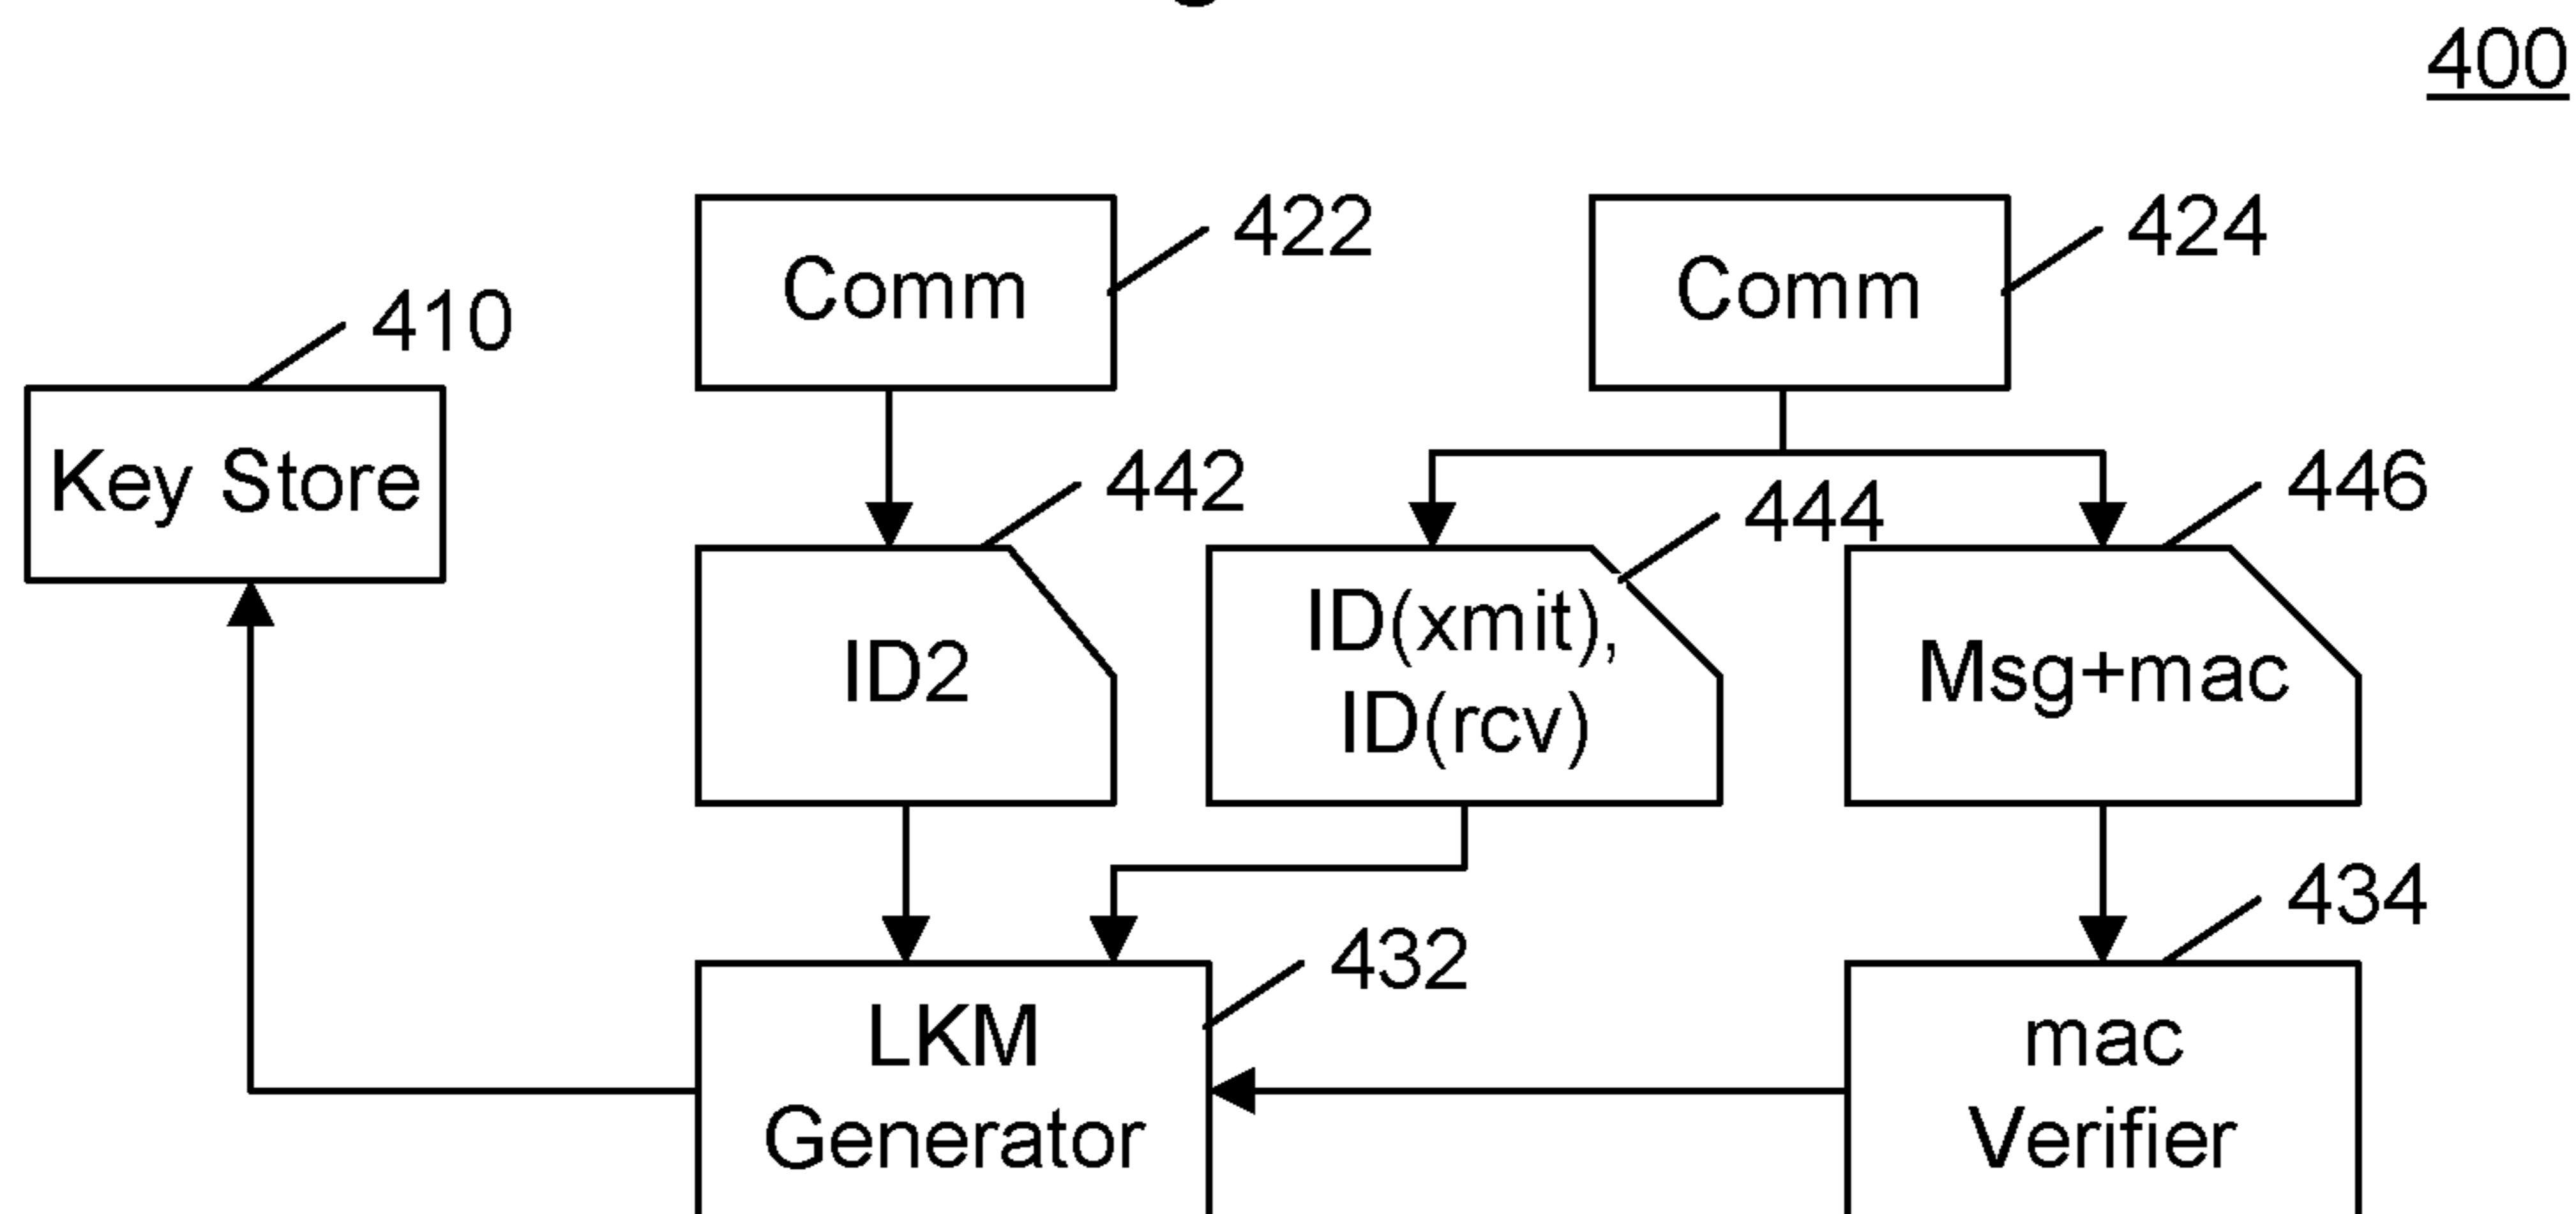 400
422
424
Comm
Comm
410
Key Store
442
444
446
ID2
ID(xmit),
ID(rcv)
Msg+mac
432
434
LKM
Generator
mac
Verifier